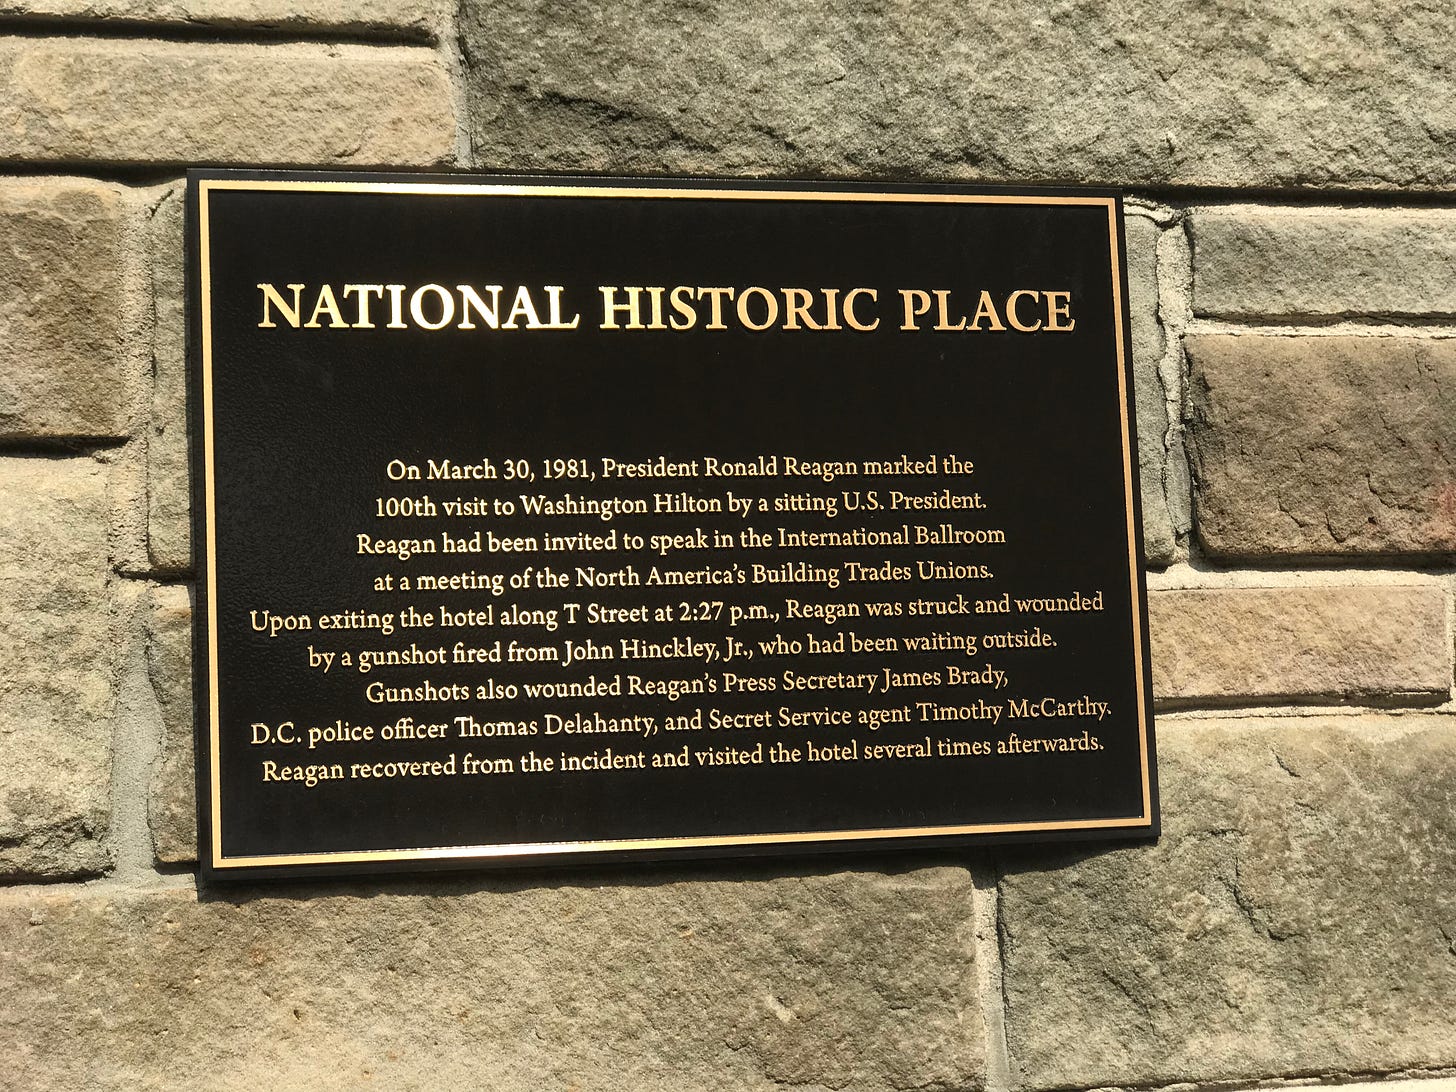 NATIONAL HISTORIC PLACE
On March 30, 1981, President Ronald Reagan marked the
100th visit to Washington Hilton by a sitting U.S. President.
Reagan had been invited to speak in the International Ballroom
at a meeting of the North America's Building Trades Unions.
Upon exiting the hotel along T Street at 2:27 p.m., Reagan was struck and wounded
by a gunshot fired from John Hinckley, Jr., who had been waiting outside.
Gunshots also wounded Reagan's Press Secretary James Brady,
D.C. police officer Thomas Delahanty, and Secret Service agent Timothy McCarthy.
Reagan recovered from the incident and visited the hotel several times afterwards.